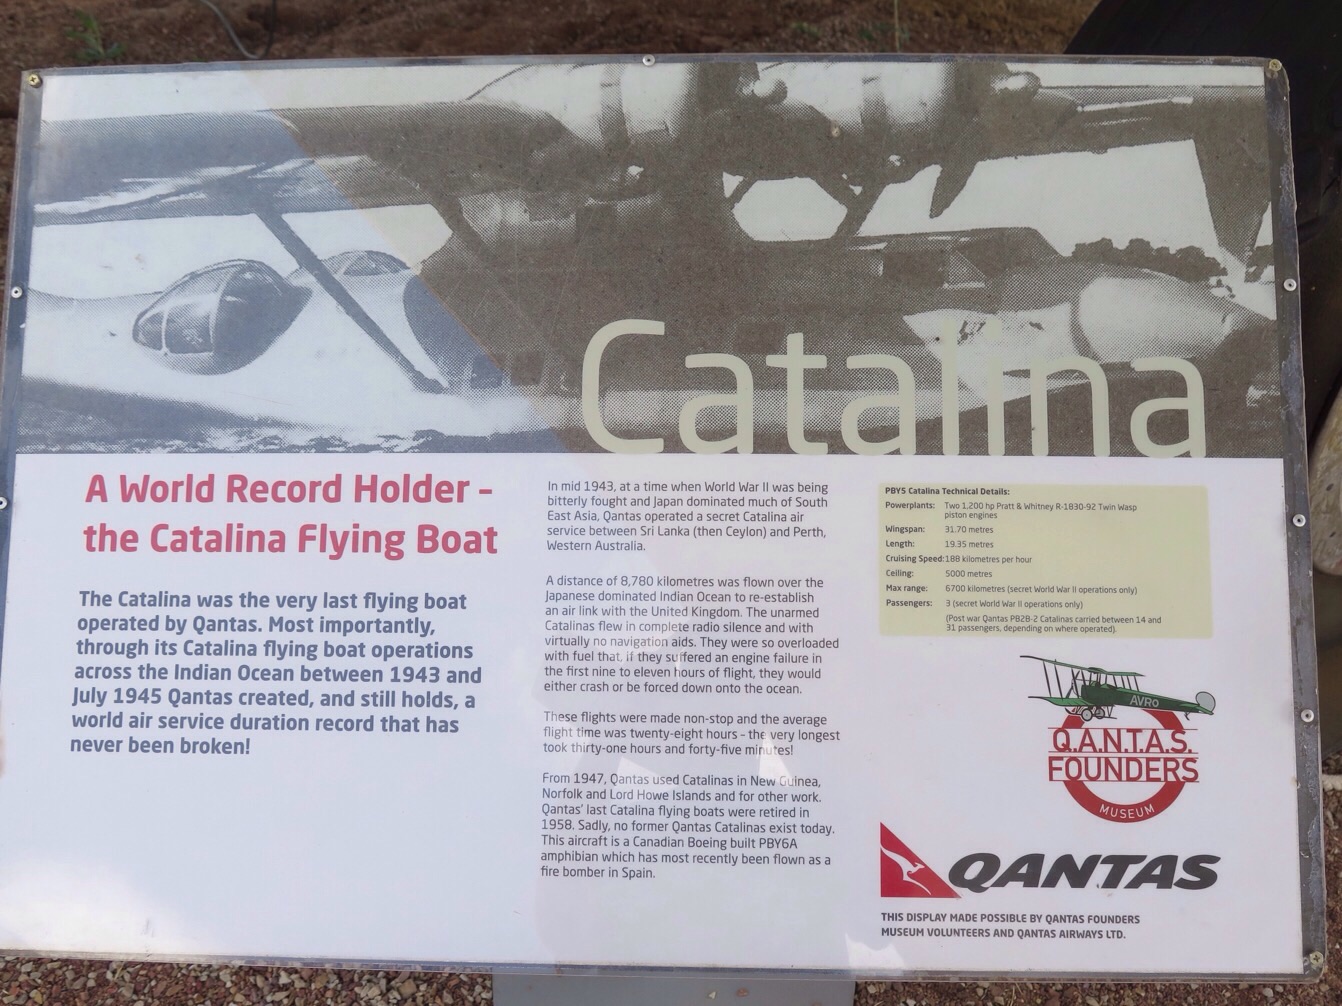 Catalina
A World Record Holder –
the Catalina Flying Boat
The Catalina was the very last flying boat
operated by Qantas. Most importantly,
through its Catalina flying boat operations
across the Indian Ocean between 1943 and
July 1945 Qantas created, and still holds, a
world air service duration record that has
never been broken!
In mid 1943, at a time when World War II was being
bitterly fought and Japan dominated much of South
East Asia, Qantas operated a secret Catalina air
service between Sri Lanka (then Ceylon) and Perth,
Western Australia.
A distance of 8,780 kilometres was flown over the
Japanese dominated Indian Ocean to re-establish
an air link with the United Kingdom. The unarmed
Catalinas flew in complete radio silence and with
virtually no navigation aids. They were so overloaded
with fuel that, if they suffered an engine failure in
the first nine to eleven hours of flight, they would
either crash or be forced down onto the ocean.
These flights were made non-stop and the average
flight time was twenty-eight hours – the very longest
took thirty-one hours and forty-five minutes!
From 1947, Qantas used Catalinas in New Guinea,
Norfolk and Lord Howe Islands and for other work.
Qantas' last Catalina flying boats were retired in
1958. Sadly, no former Qantas Catalinas exist today.
This aircraft is a Canadian Boeing built PBY6A
amphibian which has most recently been flown as a
fire bomber in Spain.
PBY5 Catalina Technical Details:
Powerplants: Two 1,200 hp Pratt & Whitney R-1830-92 Twin Wasp
piston engines
Wingspan: 31.70 metres
Length: 19.35 metres
Cruising Speed: 188 kilometres per hour
Ceiling: 5000 metres
Max range: 6700 kilometres (secret World War II operations only)
Passengers: 3 (secret World War II operations only)
(Post war Qantas PB2B-2 Catalinas carried between 14 and
31 passengers, depending on where operated).
AVRO
Q.A.N.T.A.S.
FOUNDERS
MUSEUM
QANTAS
THIS DISPLAY MADE POSSIBLE BY QANTAS FOUNDERS
MUSEUM VOLUNTEERS AND QANTAS AIRWAYS LTD.